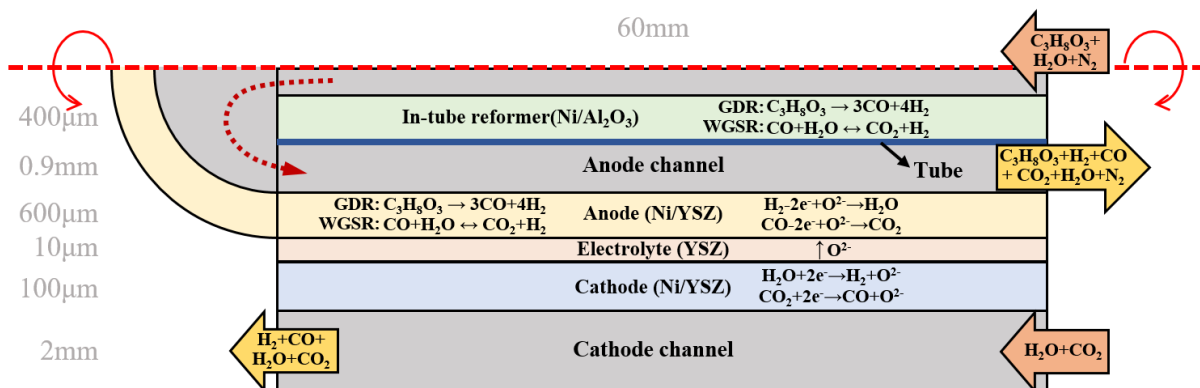 60mm
C₃H₈O₃+
H₂O+N₂
400μm
In-tube reformer(Ni/Al₂O₃)
GDR: C₃H₈O₃ → 3CO+4H₂
WGSR: CO+H₂O ↔ CO₂+H₂
0.9mm
Anode channel
Tube
C₃H₈O₃+H₂+CO
+ CO₂+H₂O+N₂
600μm
GDR: C₃H₈O₃ → 3CO+4H₂
WGSR: CO+H₂O ↔ CO₂+H₂
Anode (Ni/YSZ)
H₂-2e⁻+O²⁻→H₂O
CO-2e⁻+O²⁻→CO₂
10μm
Electrolyte (YSZ)
↑ O²⁻
100μm
Cathode (Ni/YSZ)
H₂O+2e⁻→H₂+O²⁻
CO₂+2e⁻→CO+O²⁻
2mm
H₂+CO+
H₂O+CO₂
Cathode channel
H₂O+CO₂